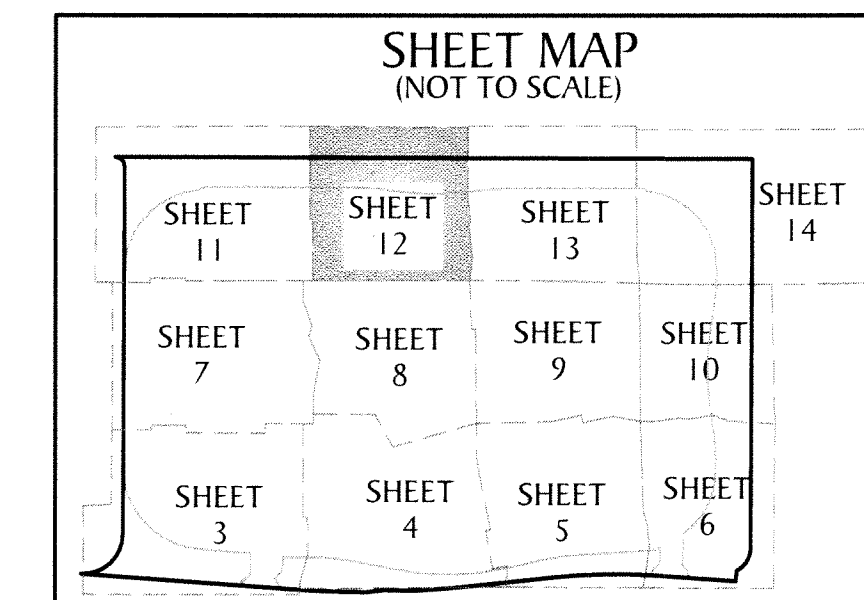 SHEET MAP
(NOT TO SCALE)
SHEET
11
SHEET
12
SHEET
13
SHEET
14
SHEET
7
SHEET
8
SHEET
9
SHEET
10
SHEET
3
SHEET
4
SHEET
5
SHEET
6